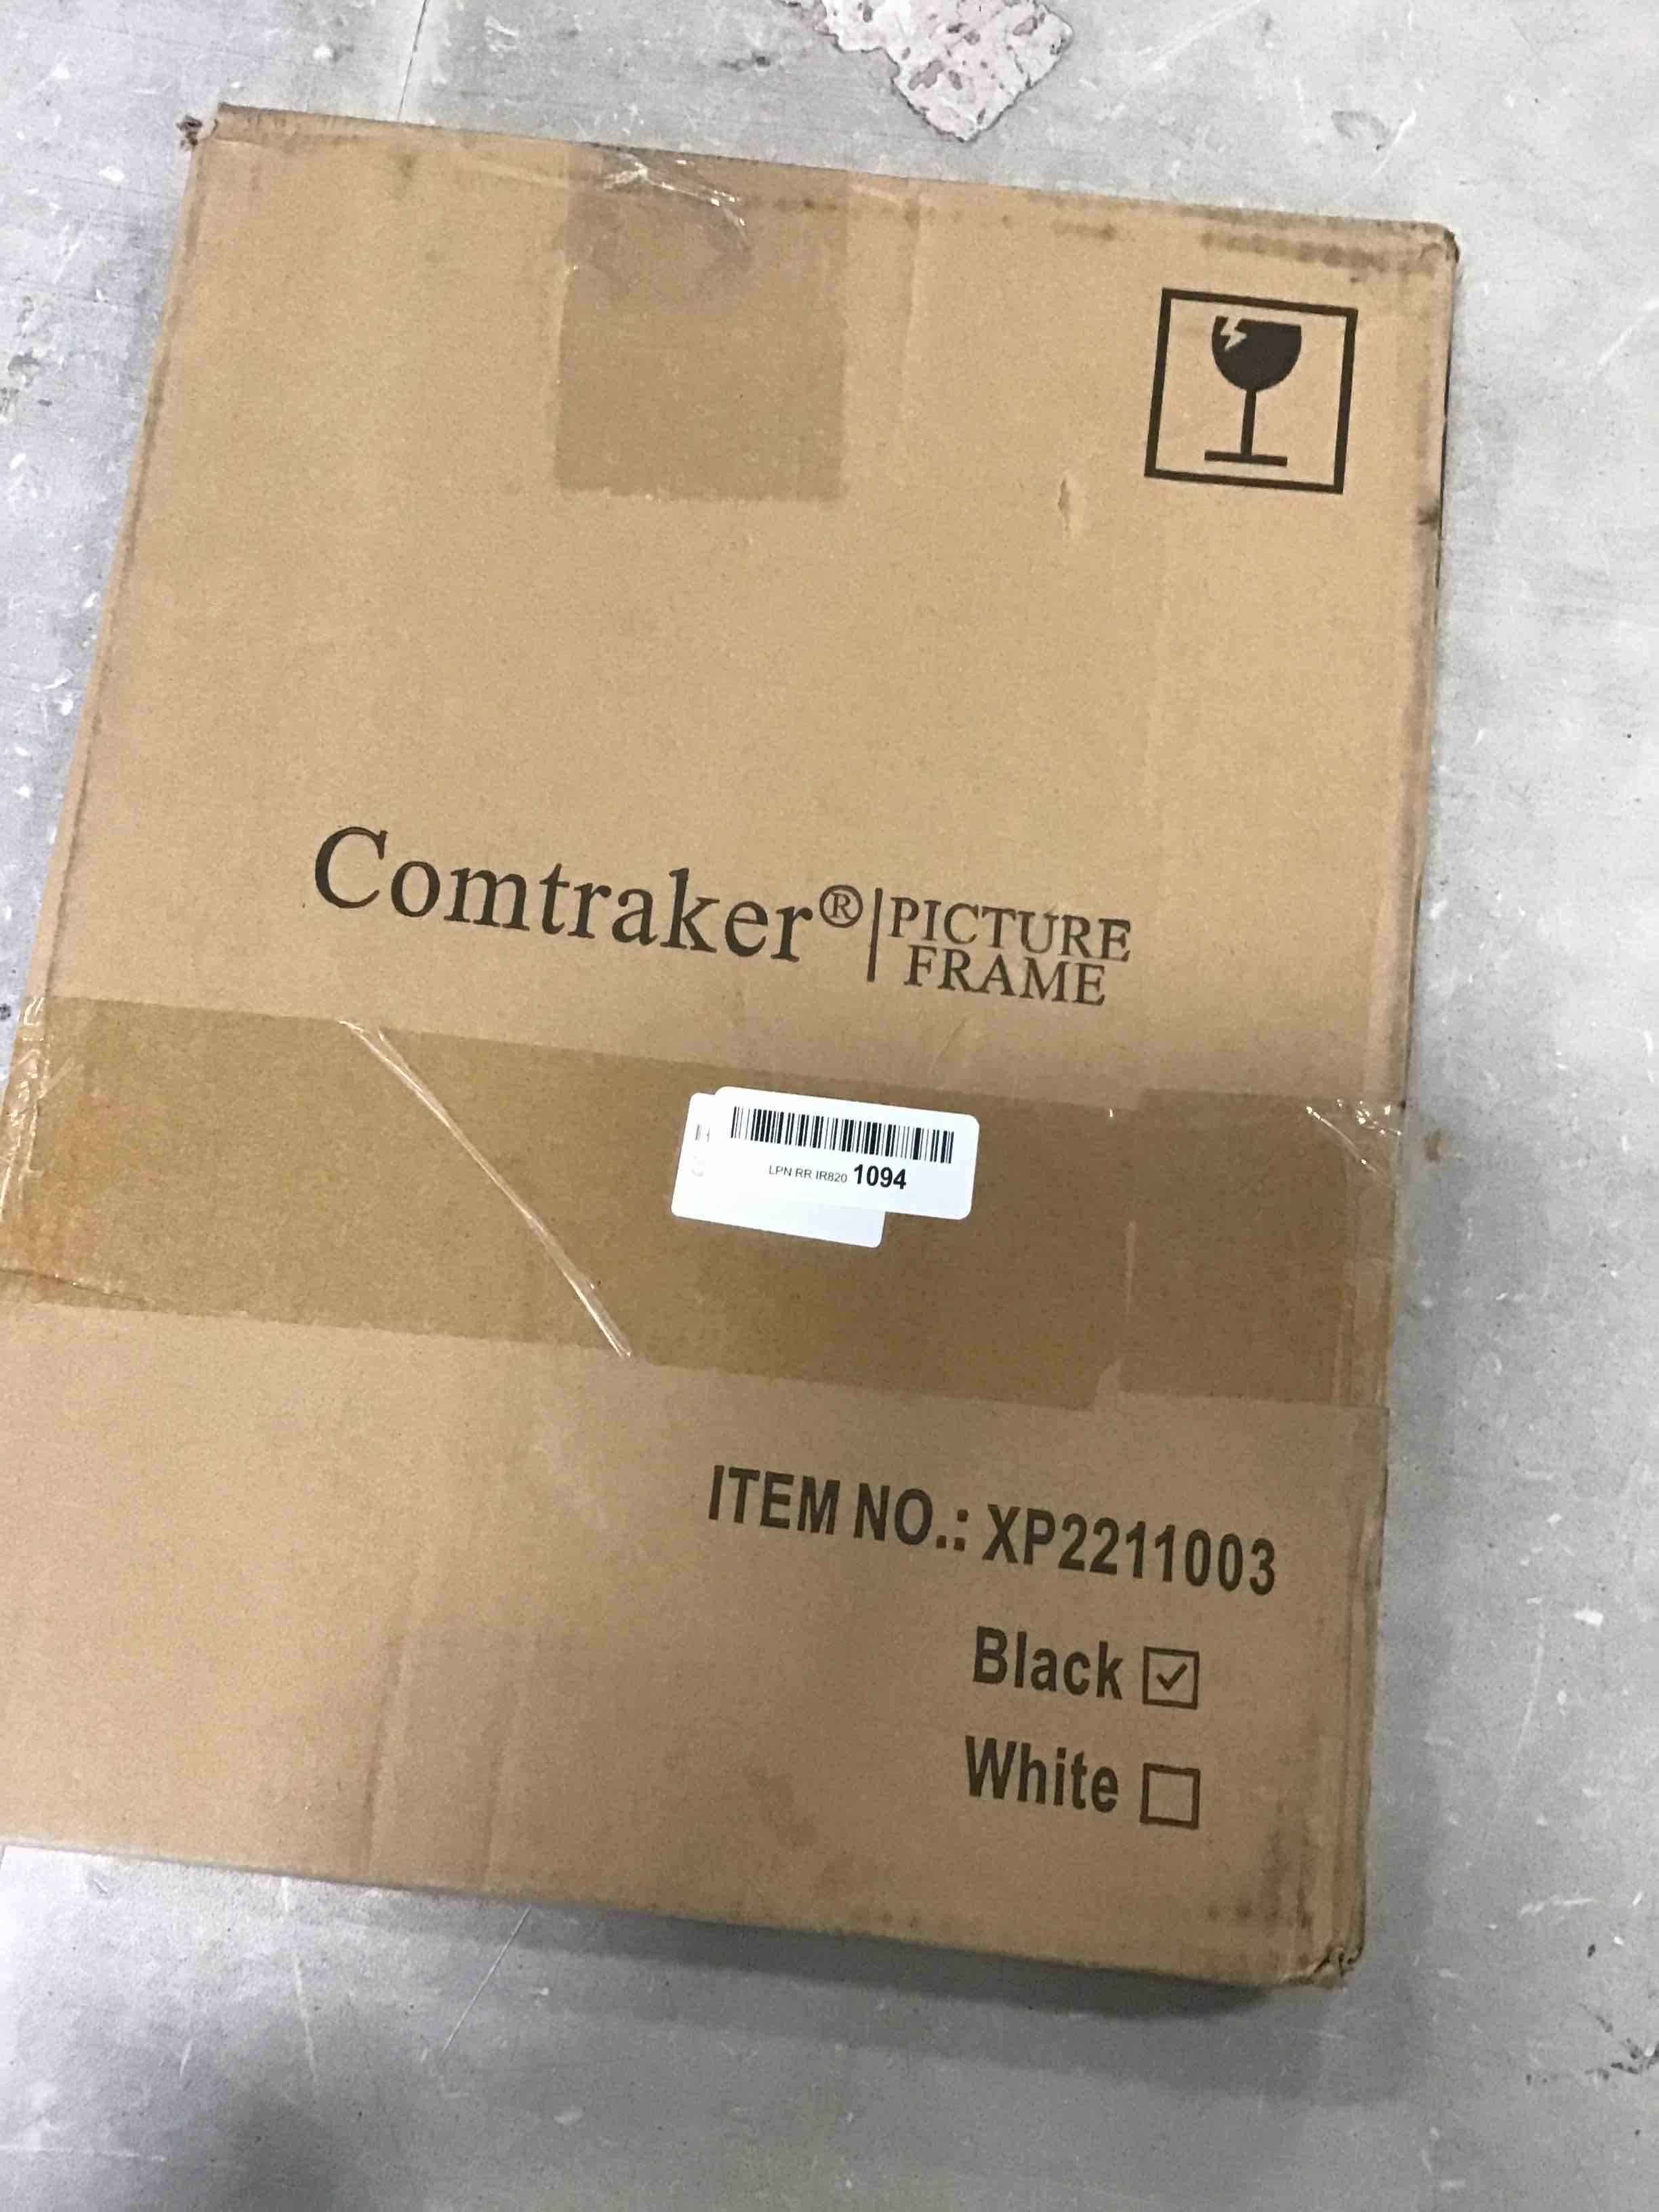 Comtraker®|PICTURE
FRAME
LPN RR IR820 1094
ITEM NO.: XP2211003
Black
White